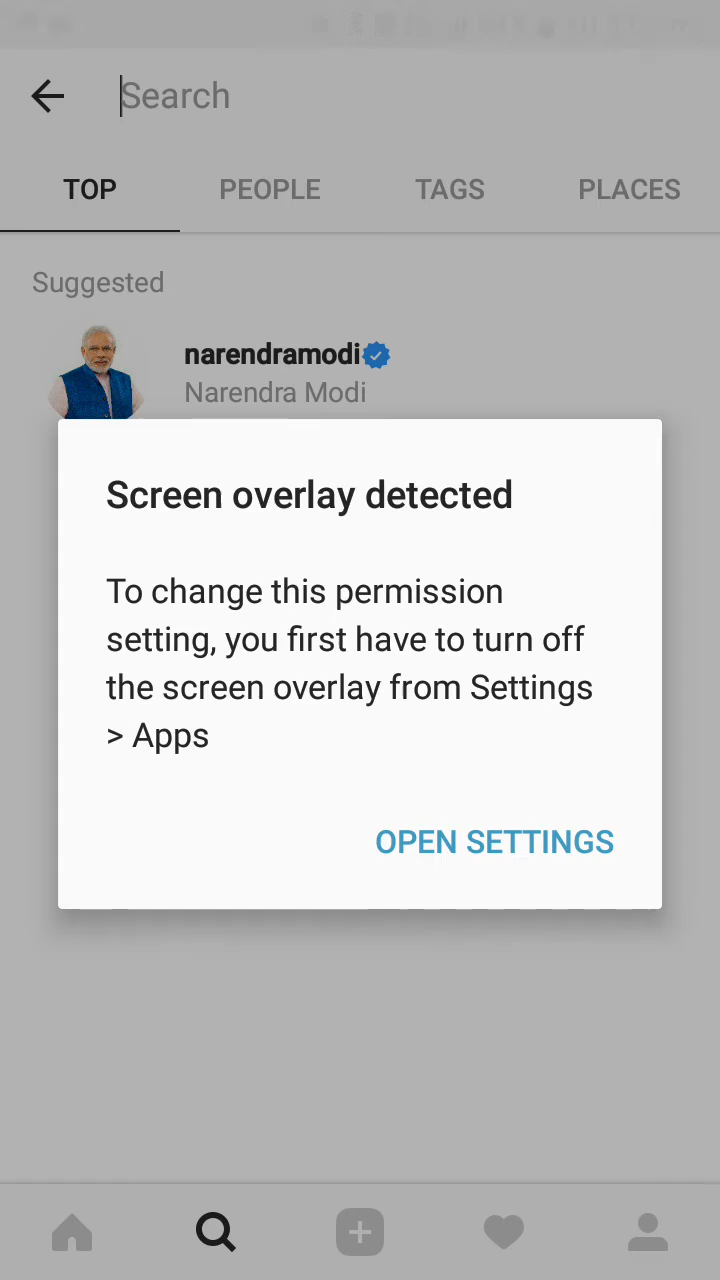 Search
TOP PEOPLE TAGS PLACES
Suggested
narendramodi
Narendra Modi
Screen overlay detected
To change this permission
setting, you first have to turn off
the screen overlay from Settings
> Apps
OPEN SETTINGS